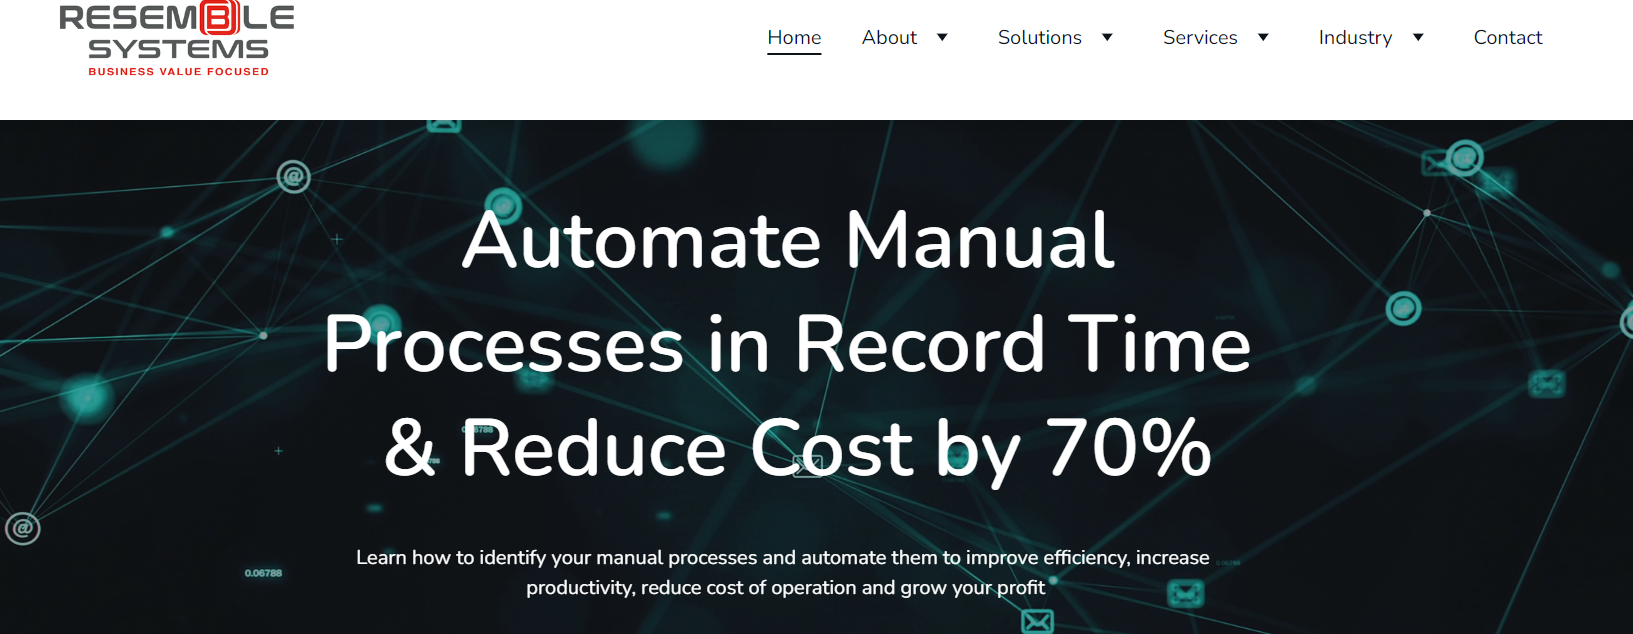 RESEMBLE
SYSTEMS
BUSINESS VALUE FOCUSED
Home About Solutions Services Industry Contact
Automate Manual
Processes in Record Time
& Reduce Cost by 70%
Learn how to identify your manual processes and automate them to improve efficiency, increase
productivity, reduce cost of operation and grow your profit
0.06788